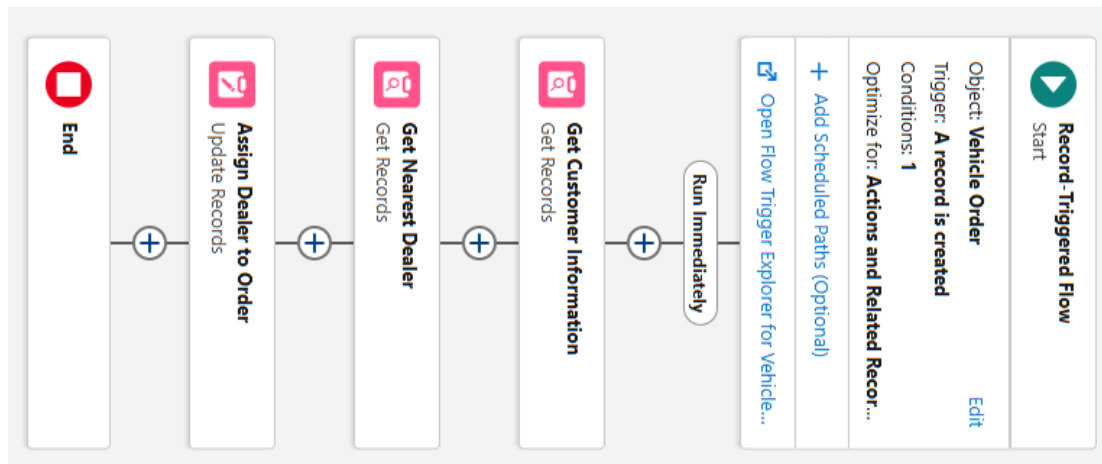 Record-Triggered Flow
Start
Object: Vehicle Order
Edit
Trigger: A record is created
Conditions: 1
Optimize for: Actions and Related Recor...
+ Add Scheduled Paths (Optional)
Open Flow Trigger Explorer for Vehicle...
Run Immediately
Get Customer Information
Get Records
Get Nearest Dealer
Get Records
Assign Dealer to Order
Update Records
End